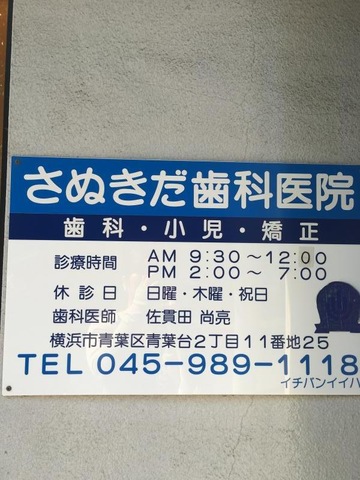 さぬきだ歯科医院
歯科・小児・矯正
診療時間 AM 9:30〜12:00
PM 2:00〜 7:00
休診日 日曜・木曜・祝日
歯科医師 佐貫田 尚亮
横浜市青葉区青葉台2丁目11番地25
TEL 045-989-1118
イチバンイイハ